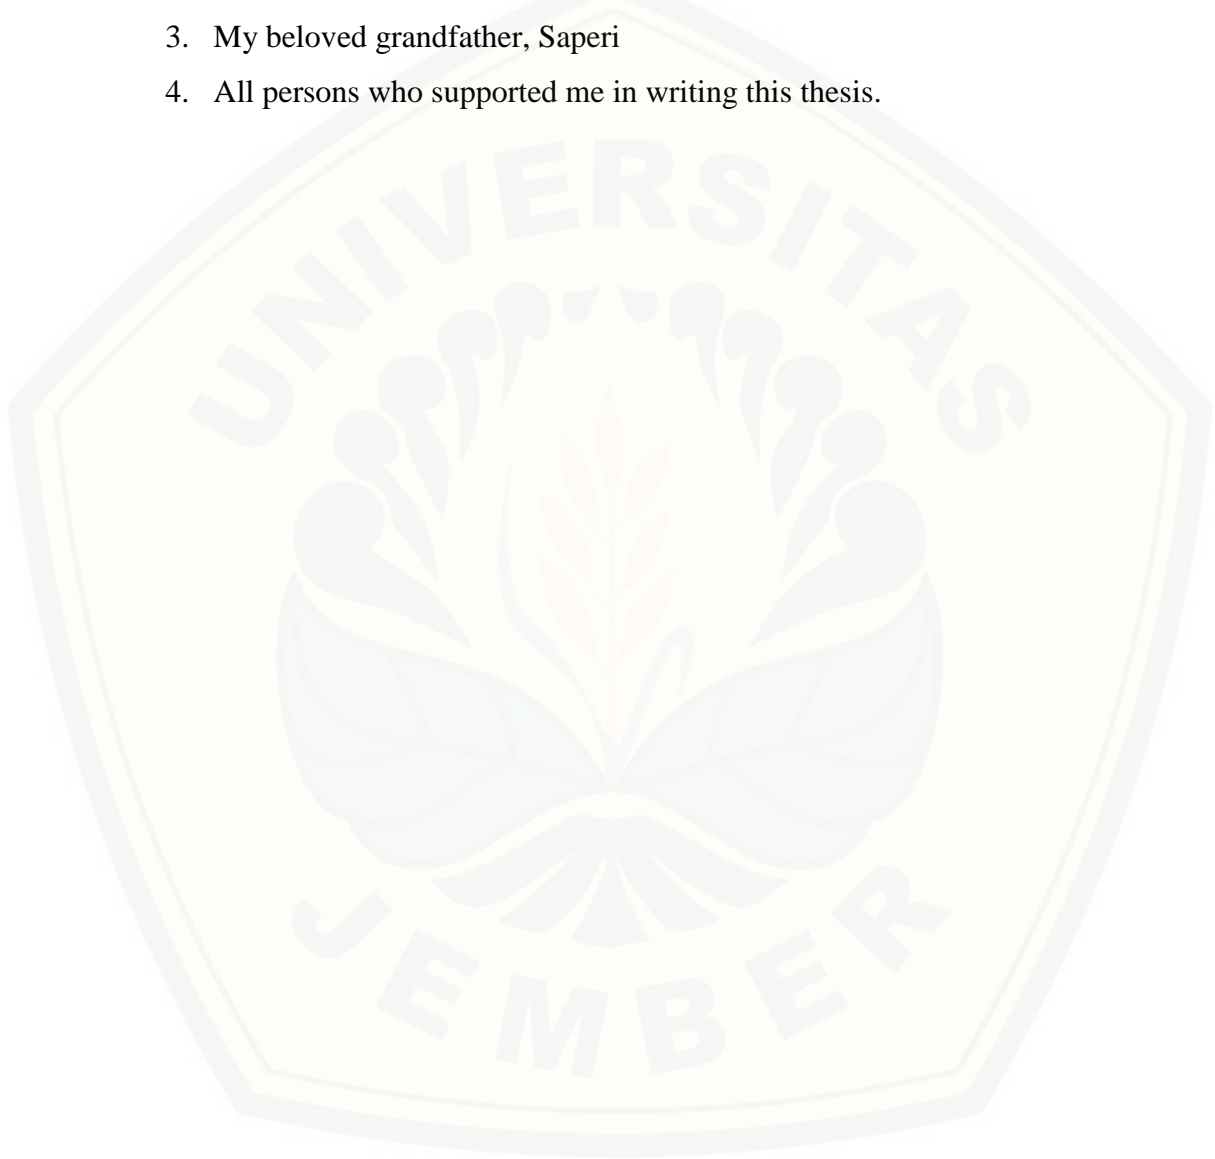 3. My beloved grandfather, Saperi
4. All persons who supported me in writing this thesis.
UNIVERSITAS
JEMBER